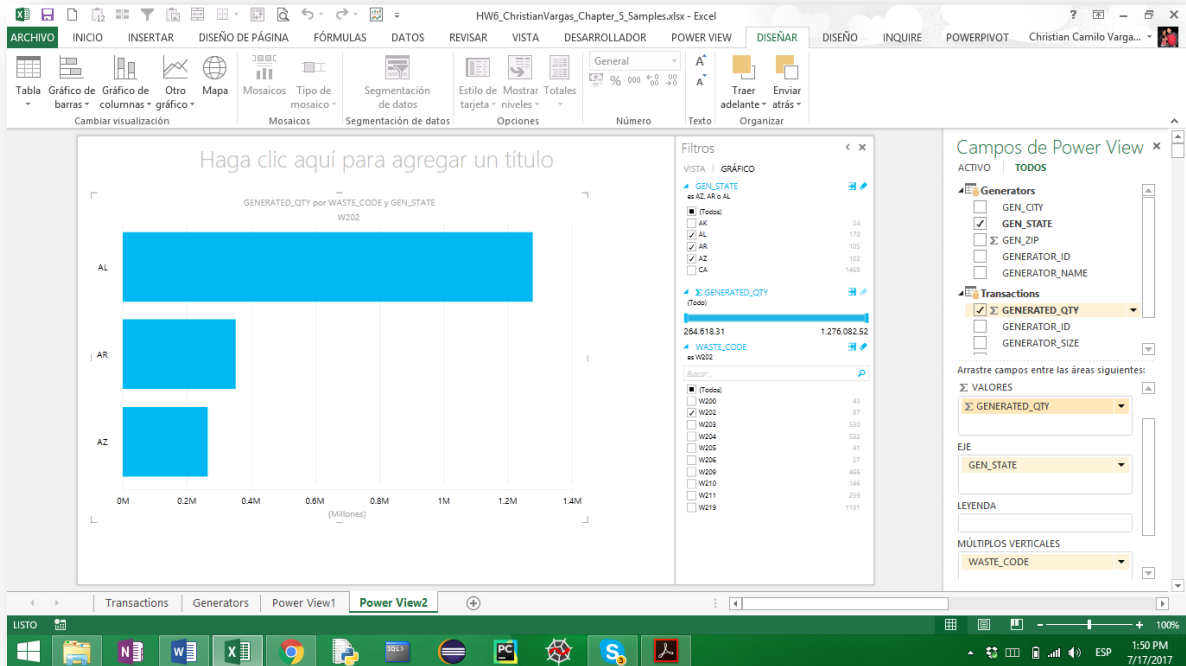 HW6_ChristianVargas_Chapter_5_Samples.xlsx - Excel
ARCHIVO INICIO INSERTAR DISEÑO DE PÁGINA FÓRMULAS DATOS REVISAR VISTA DESARROLLADOR POWER VIEW DISEÑAR DISEÑO INQUIRE POWERPIVOT Christian Camilo Varga...
General
Tabla Gráfico de barras Gráfico de columnas Otro gráfico Mapa Mosaicos Tipo de mosaico Segmentación de datos Estilo de tarjeta Mostrar niveles Totales % 000 Traer adelante Enviar atrás
Cambiar visualización Mosaicos Segmentación de datos Opciones Número Texto Organizar
Haga clic aquí para agregar un título
GENERATED_QTY por WASTE_CODE y GEN_STATE
W202
AL
AR
AZ
0M 0.2M 0.4M 0.6M 0.8M 1M 1.2M 1.4M
(Millones)
Filtros
VISTA GRÁFICO
GEN_STATE
es AZ, AR o AL
(Todos)
AK 24
AL 170
AR 105
AZ 102
CA 1469
Σ GENERATED_QTY
(Todo)
264,618.31 1.276.082.52
WASTE_CODE
es W202
Buscar...
(Todos)
W200 43
W202 97
W203 530
W204 532
W205 41
W206 27
W209 466
W210 146
W211 259
W219 1131
Campos de Power View
ACTIVO TODOS
Generators
GEN_CITY
GEN_STATE
Σ GEN_ZIP
GENERATOR_ID
GENERATOR_NAME
Transactions
Σ GENERATED_QTY
GENERATOR_ID
GENERATOR_SIZE
Arrastre campos entre las áreas siguientes:
Σ VALORES
Σ GENERATED_QTY
EJE
GEN_STATE
LEYENDA
MÚLTIPLOS VERTICALES
WASTE_CODE
Transactions Generators Power View1 Power View2
LISTO 100%
ESP 1:50 PM
7/17/2017